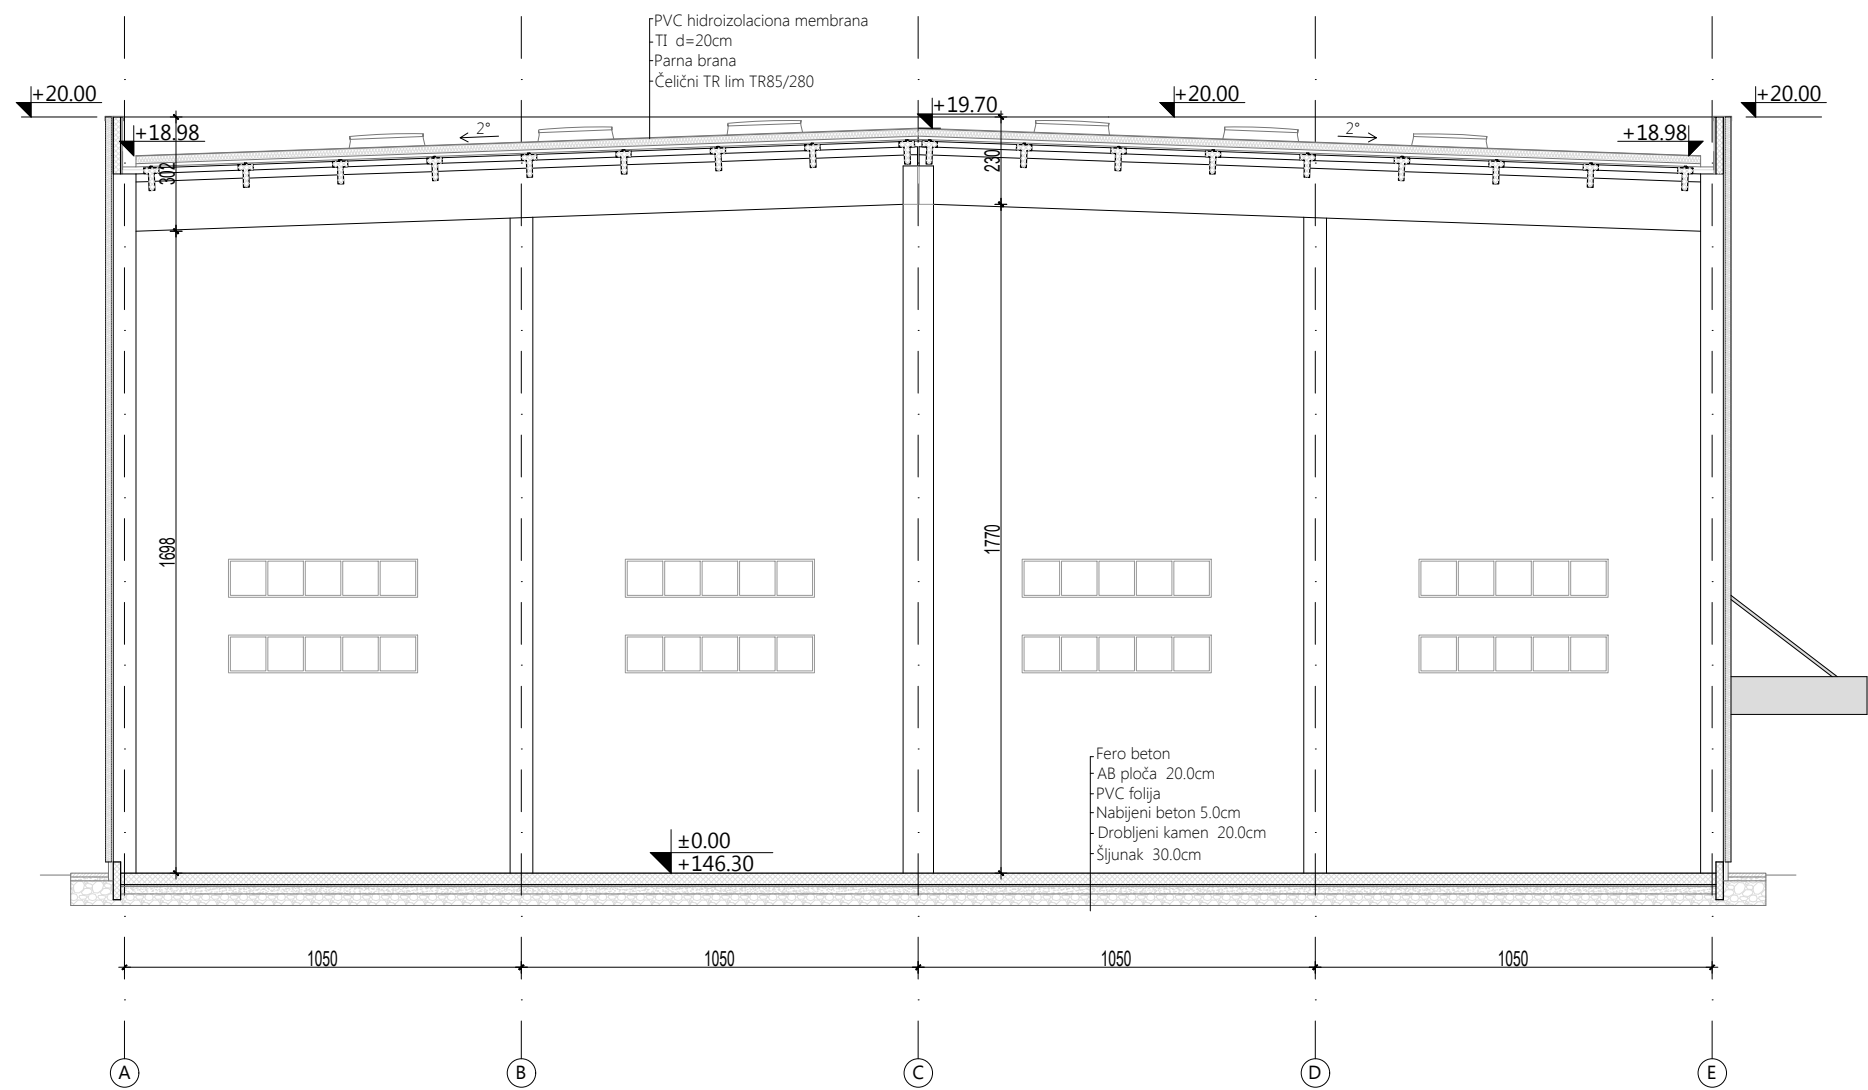 PVC hidroizolaciona membrana
TI d=20cm
Parna brana
Čelični TR lim TR85/280
+20.00
+18.98
2°
+19.70
+20.00
2°
+18.98
+20.00
302
230
1698
1770
Fero beton
AB ploča 20.0cm
PVC folija
Nabijeni beton 5.0cm
Drobljeni kamen 20.0cm
Šljunak 30.0cm
±0.00
+146.30
1050
1050
1050
1050
A
B
C
D
E